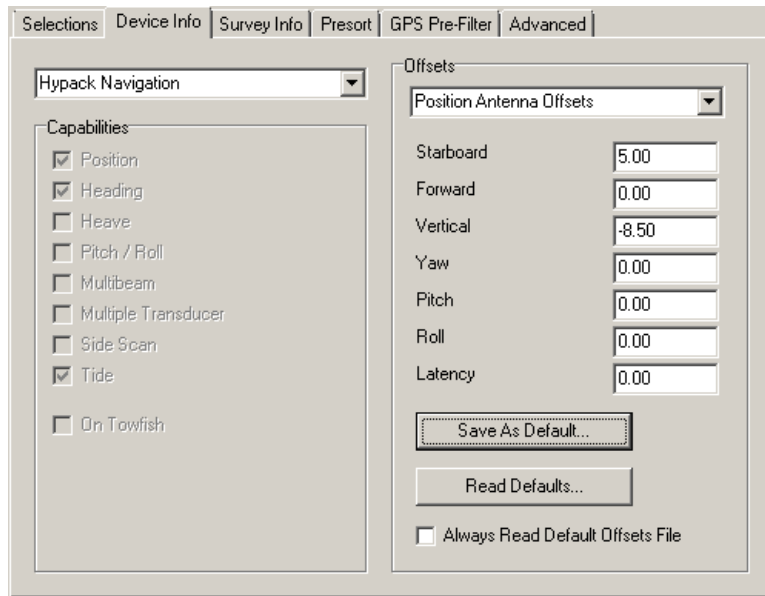 Selections Device Info Survey Info Presort GPS Pre-Filter Advanced
Hypack Navigation
Capabilities
Position
Heading
Heave
Pitch / Roll
Multibeam
Multiple Transducer
Side Scan
Tide
On Towfish
Offsets
Position Antenna Offsets
Starboard 5.00
Forward 0.00
Vertical -8.50
Yaw 0.00
Pitch 0.00
Roll 0.00
Latency 0.00
Save As Default...
Read Defaults...
Always Read Default Offsets File